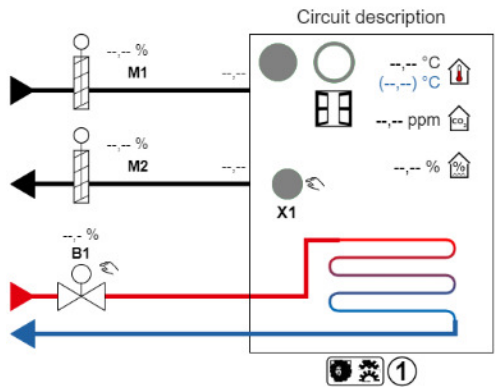 Circuit description
--,-- %
M1
--,--
--,-- °C
(--,--) °C
--,-- ppm
CO₂
--,-- %
M2
--,--
--,-- %
%
X1
--,- %
B1
1